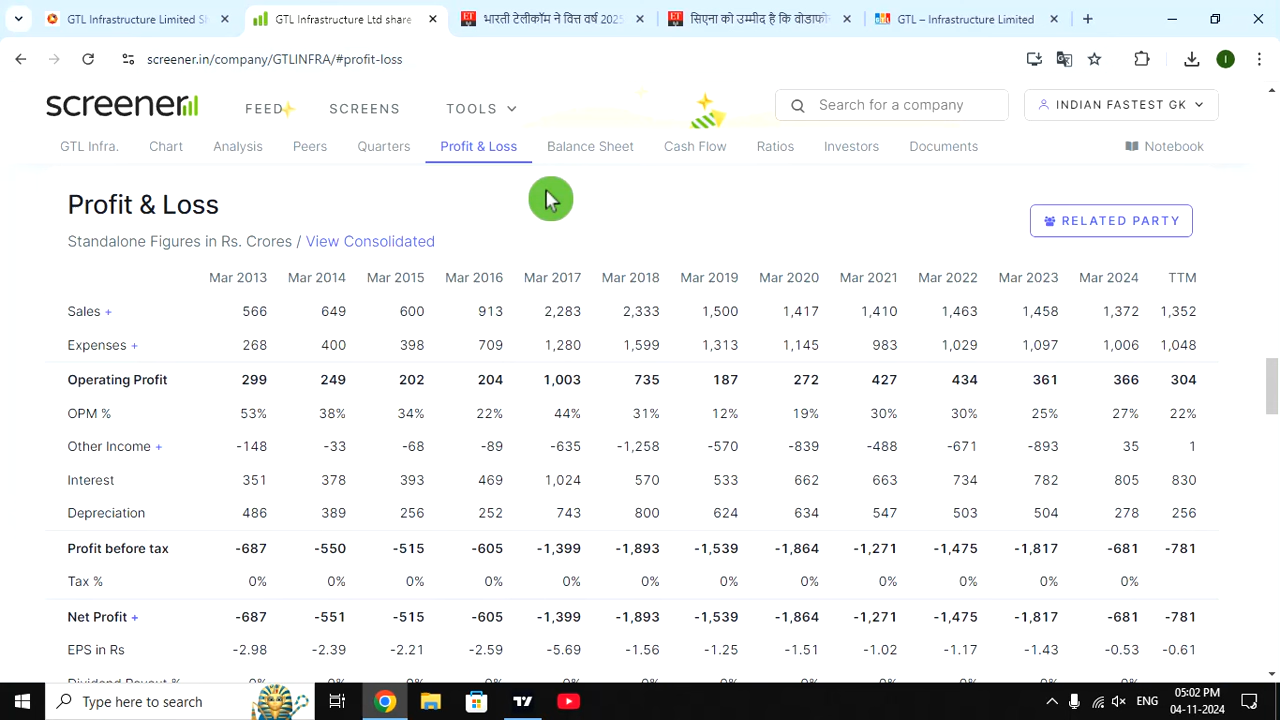 GTL Infrastructure Limited
GTL Infrastructure Ltd share
भारती टेलीकॉम ने वित्त वर्ष 2025
सिएना को उम्मीद है कि
GTL – Infrastructure Limited
screener.in/company/GTLINFRA/#profit-loss
I
screener
FEED
SCREENS
TOOLS
Search for a company
INDIAN FASTEST GK
GTL Infra. Chart Analysis Peers Quarters Profit & Loss Balance Sheet Cash Flow Ratios Investors Documents Notebook
Profit & Loss
RELATED PARTY
Standalone Figures in Rs. Crores / View Consolidated
Mar 2013 Mar 2014 Mar 2015 Mar 2016 Mar 2017 Mar 2018 Mar 2019 Mar 2020 Mar 2021 Mar 2022 Mar 2023 Mar 2024 TTM
Sales + 566 649 600 913 2,283 2,333 1,500 1,417 1,410 1,463 1,458 1,372 1,352
Expenses + 268 400 398 709 1,280 1,599 1,313 1,145 983 1,029 1,097 1,006 1,048
Operating Profit 299 249 202 204 1,003 735 187 272 427 434 361 366 304
OPM % 53% 38% 34% 22% 44% 31% 12% 19% 30% 30% 25% 27% 22%
Other Income + -148 -33 -68 -89 -635 -1,258 -570 -839 -488 -671 -893 35 1
Interest 351 378 393 469 1,024 570 533 662 663 734 782 805 830
Depreciation 486 389 256 252 743 800 624 634 547 503 504 278 256
Profit before tax -687 -550 -515 -605 -1,399 -1,893 -1,539 -1,864 -1,271 -1,475 -1,817 -681 -781
Tax % 0% 0% 0% 0% 0% 0% 0% 0% 0% 0% 0% 0%
Net Profit + -687 -551 -515 -605 -1,399 -1,893 -1,539 -1,864 -1,271 -1,475 -1,817 -681 -781
EPS in Rs -2.98 -2.39 -2.21 -2.59 -5.69 -1.56 -1.25 -1.51 -1.02 -1.17 -1.43 -0.53 -0.61
Type here to search
ENG
05:02 PM
04-11-2024